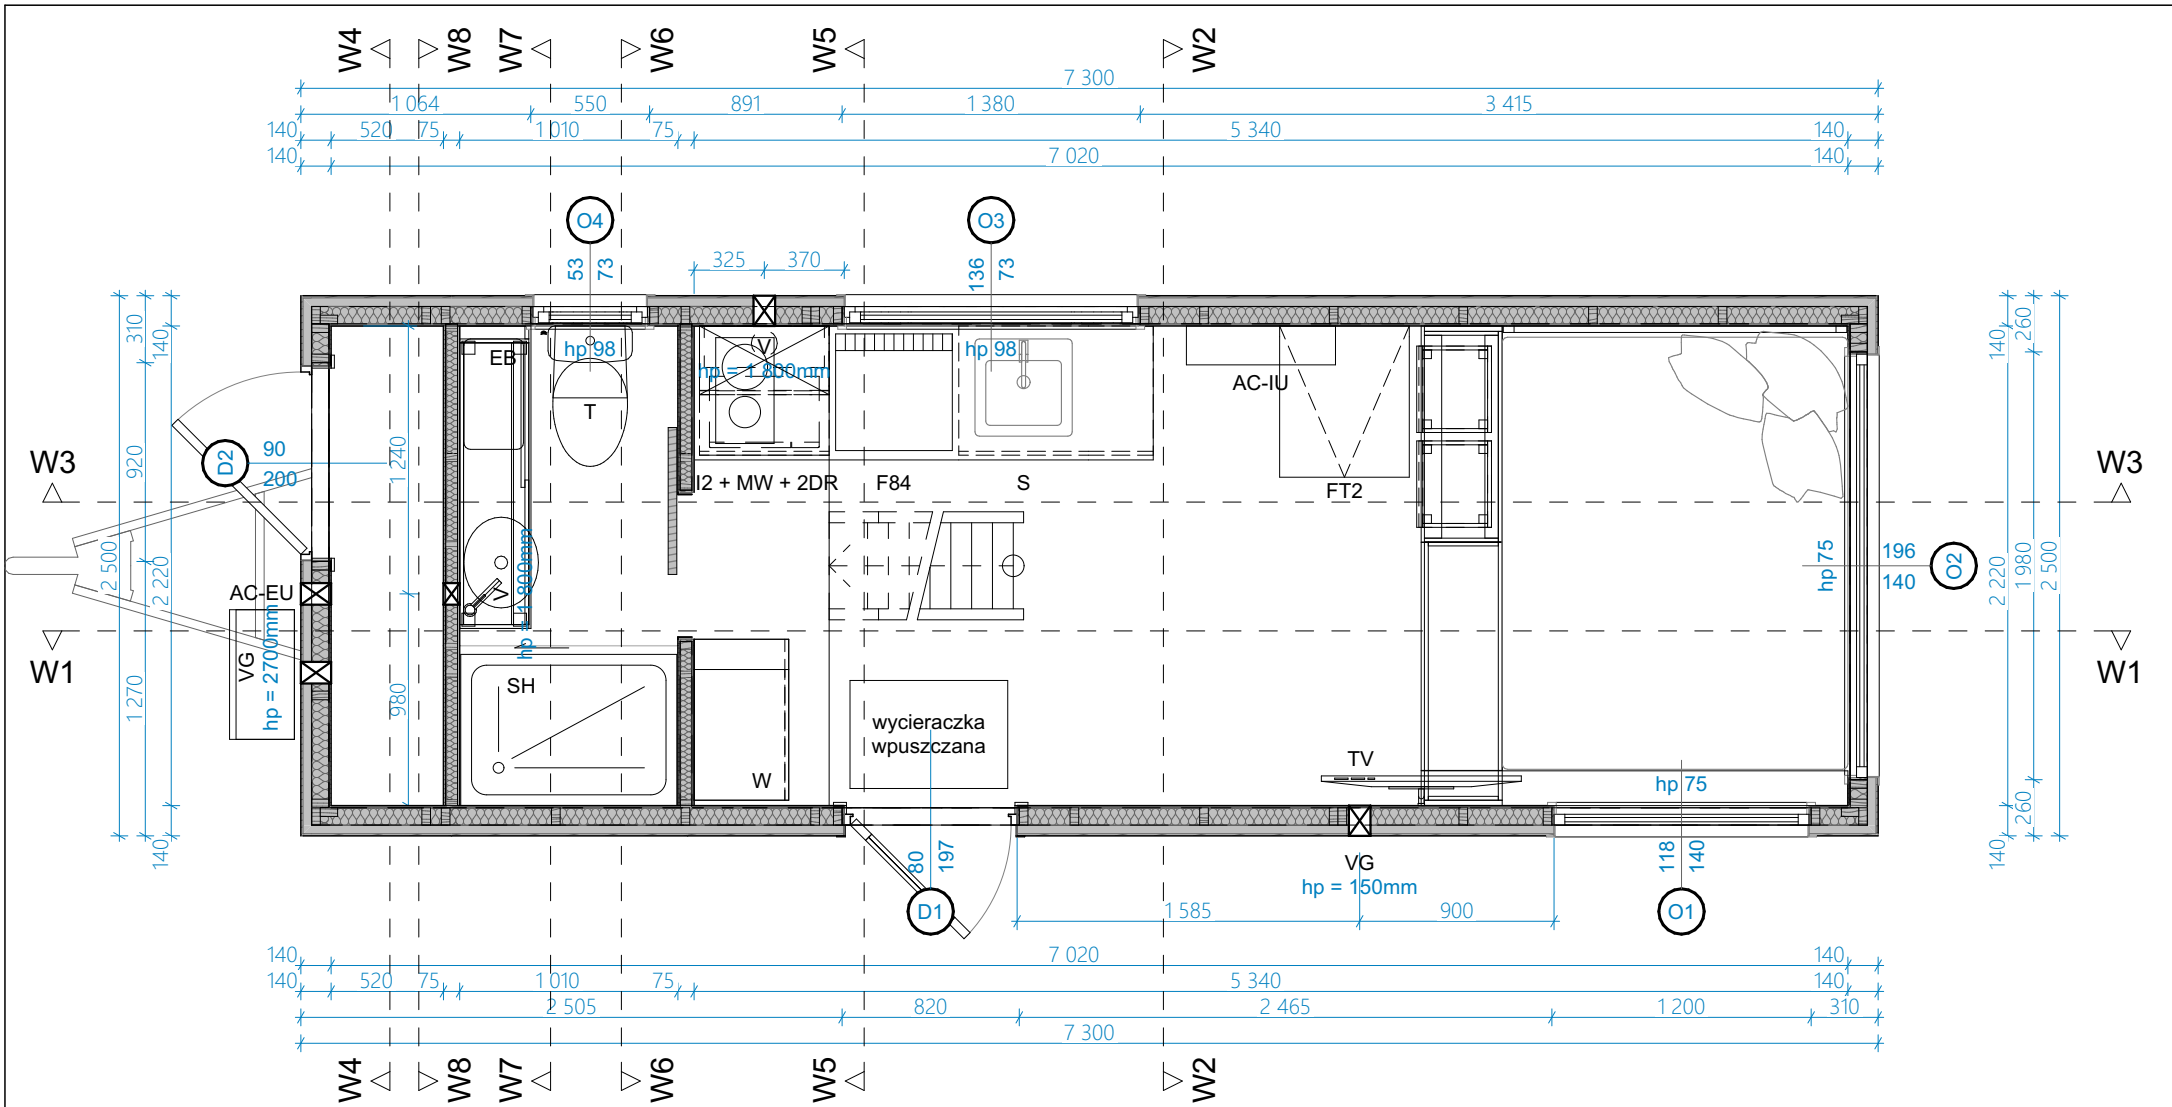 W4 W8 W7 W6 W5 W2
7 300
1 064 550 891 1 380 3 415
140 520 75 1 010 75 5 340 140
140 7 020 140
O4 O3
53 73 136 73
325 370
310 140 140 260
EB hp 98 V hp 98
hp = 1 800mm
AC-IU
T
D2 90
200
W3 W3
920 1 240
I2 + MW + 2DR F84 S FT2
2 500 2 220 2 220 1 980 2 500
hp 75 196
140 O2
AC-EU
V hp = 1 800mm
W1 VG hp = 2700mm W1
1 270 980
SH
wycieraczka
wpuszczana
TV
W
hp 75
140 260 140
80 197
VG
hp = 150mm
118 140
D1 O1
1 585 900
140 7 020 140
140 520 75 1 010 75 5 340 140
2 505 820 2 465 1 200 310
7 300
W4 W8 W7 W6 W5 W2